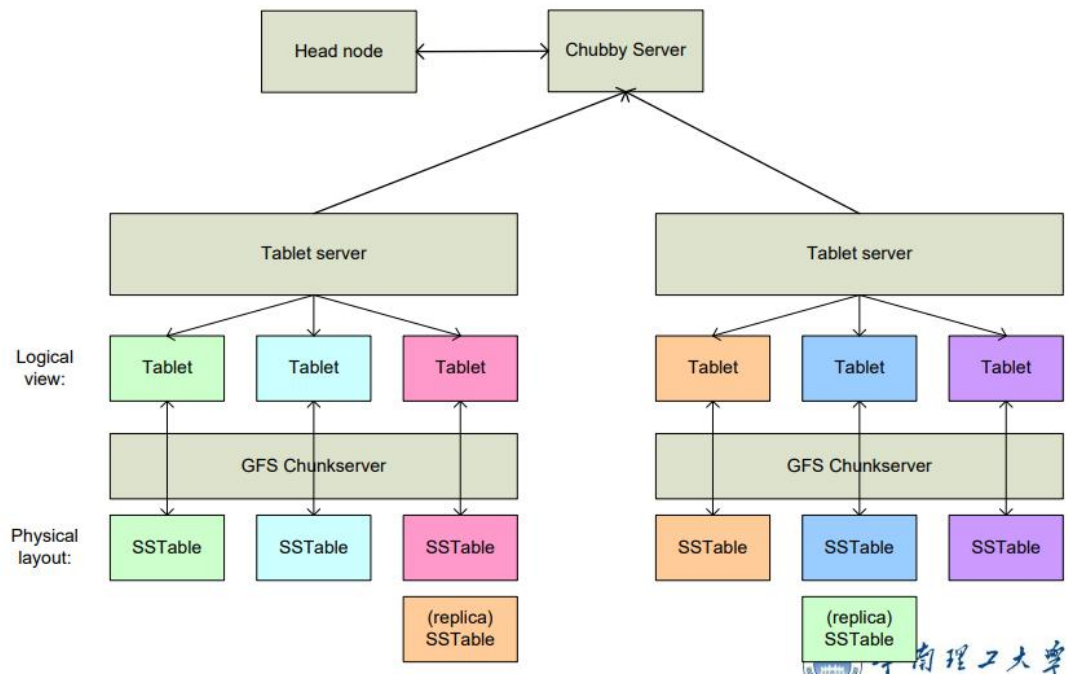 Head node
Chubby Server
Tablet server
Tablet server
Logical
view:
Tablet
Tablet
Tablet
Tablet
Tablet
Tablet
GFS Chunkserver
GFS Chunkserver
Physical
layout:
SSTable
SSTable
SSTable
SSTable
SSTable
SSTable
(replica)
SSTable
(replica)
SSTable
南理工大学